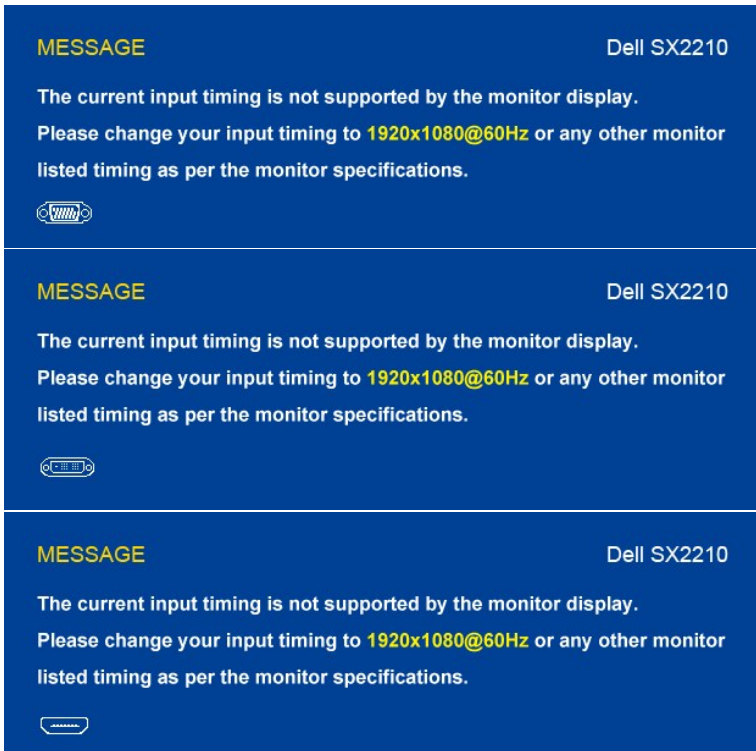 MESSAGE Dell SX2210
The current input timing is not supported by the monitor display.
Please change your input timing to 1920x1080@60Hz or any other monitor
listed timing as per the monitor specifications.
MESSAGE Dell SX2210
The current input timing is not supported by the monitor display.
Please change your input timing to 1920x1080@60Hz or any other monitor
listed timing as per the monitor specifications.
MESSAGE Dell SX2210
The current input timing is not supported by the monitor display.
Please change your input timing to 1920x1080@60Hz or any other monitor
listed timing as per the monitor specifications.